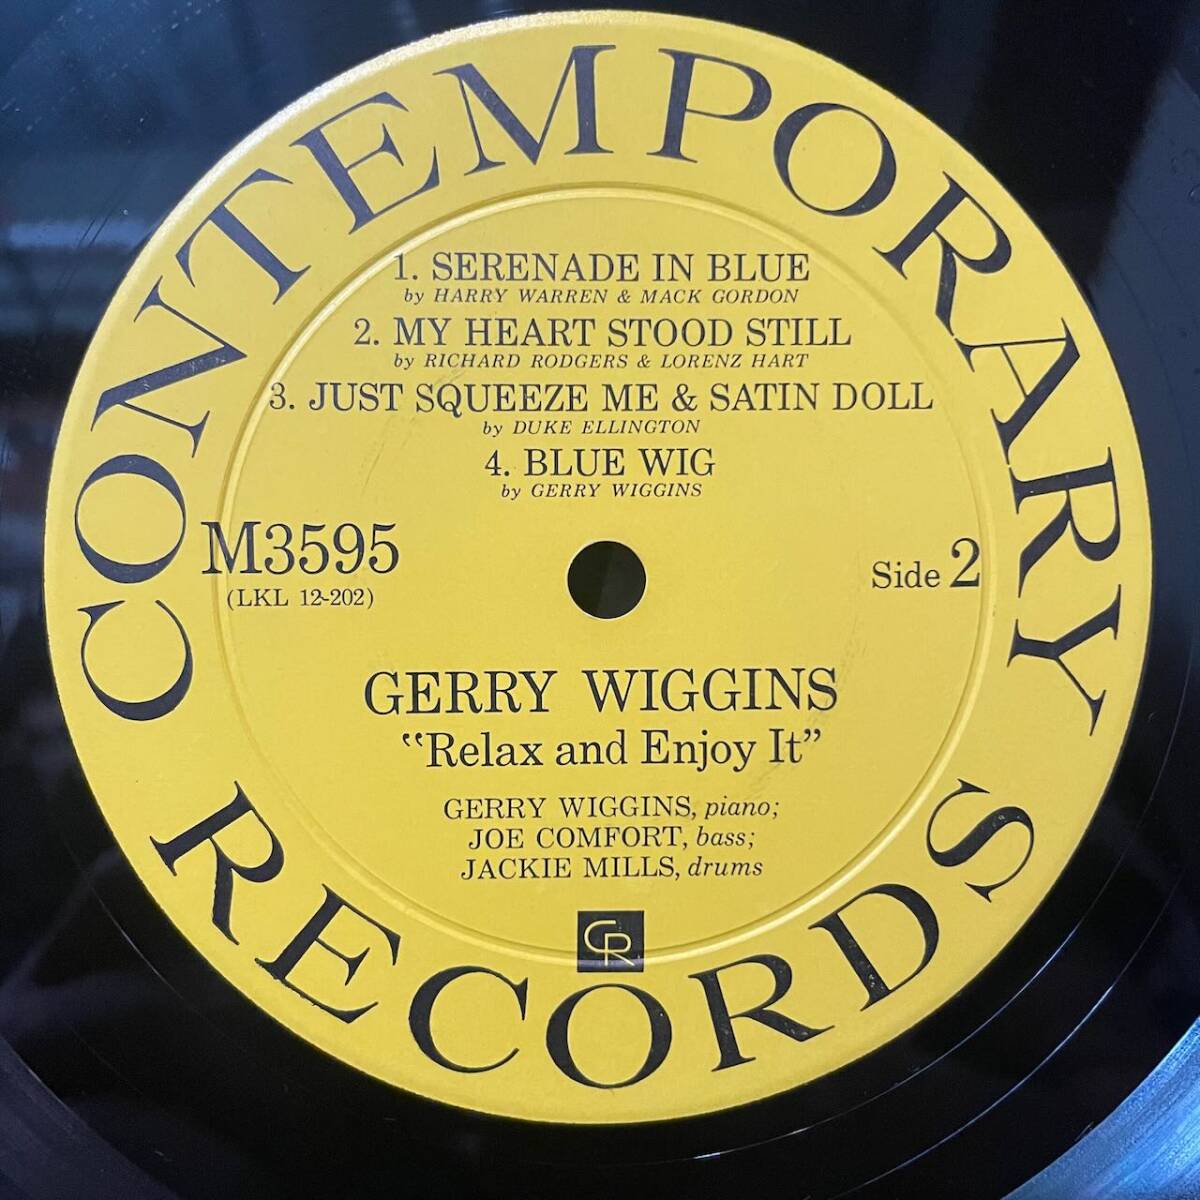 CONTEMPORARY
1. SERENADE IN BLUE
by HARRY WARREN & MACK GORDON
2. MY HEART STOOD STILL
by RICHARD RODGERS & LORENZ HART
3. JUST SQUEEZE ME & SATIN DOLL
by DUKE ELLINGTON
4. BLUE WIG
by GERRY WIGGINS
M3595
(LKL 12-202)
Side 2
GERRY WIGGINS
“Relax and Enjoy It”
GERRY WIGGINS, piano;
JOE COMFORT, bass;
JACKIE MILLS, drums
CR
RECORDS